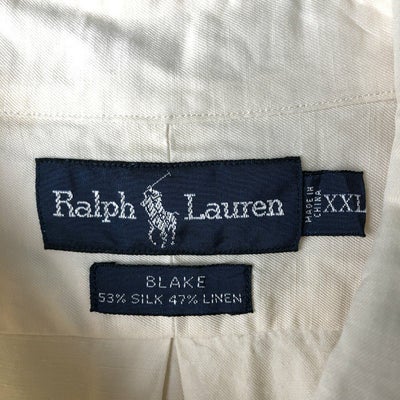 Ralph Lauren
MADE IN
CHINA
XXL
BLAKE
53% SILK 47% LINEN